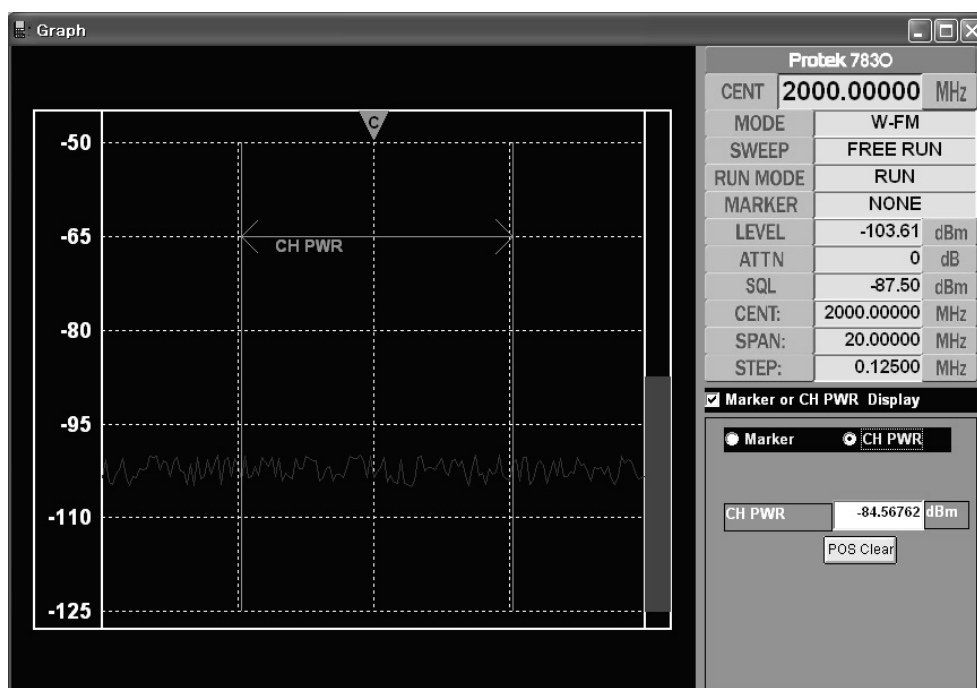 Graph
Protek 7830
CENT 2000.00000 MHz
MODE W-FM
SWEEP FREE RUN
RUN MODE RUN
MARKER NONE
LEVEL -103.61 dBm
ATTN 0 dB
SQL -87.50 dBm
CENT: 2000.00000 MHz
SPAN: 20.00000 MHz
STEP: 0.12500 MHz
Marker or CH PWR Display
Marker CH PWR
CH PWR -84.56762 dBm
POS Clear
C
-50
-65
CH PWR
-80
-95
-110
-125